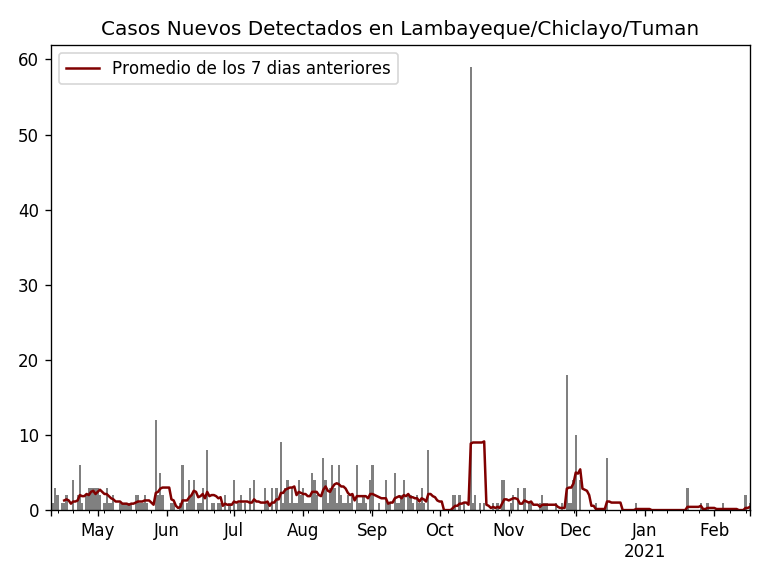 Casos Nuevos Detectados en Lambayeque/Chiclayo/Tuman
Promedio de los 7 dias anteriores
60
50
40
30
20
10
0
May Jun Jul Aug Sep Oct Nov Dec Jan Feb
2021